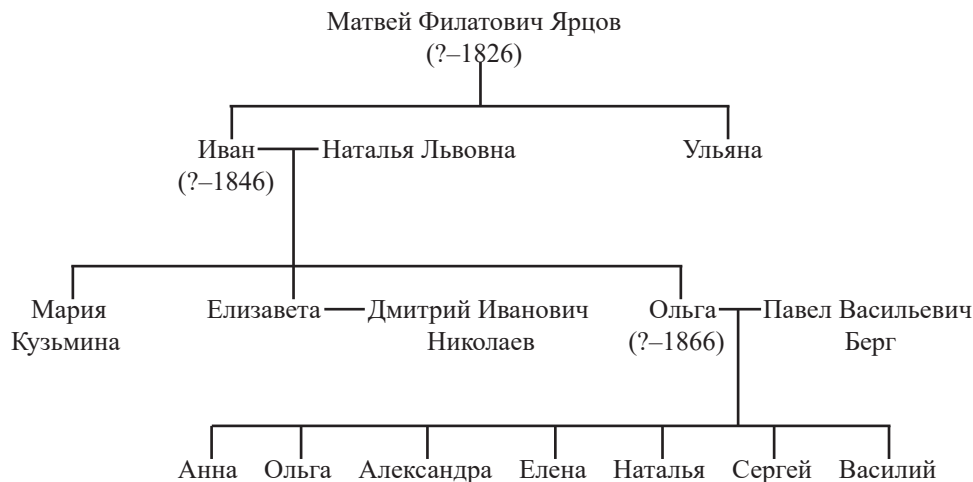 Матвей Филатович Ярцов
(?–1826)
Иван Наталья Львовна Ульяна
(?–1846)
Мария Елизавета Дмитрий Иванович Ольга Павел Васильевич
Кузьмина Николаев (?–1866) Берг
Анна Ольга Александра Елена Наталья Сергей Василий